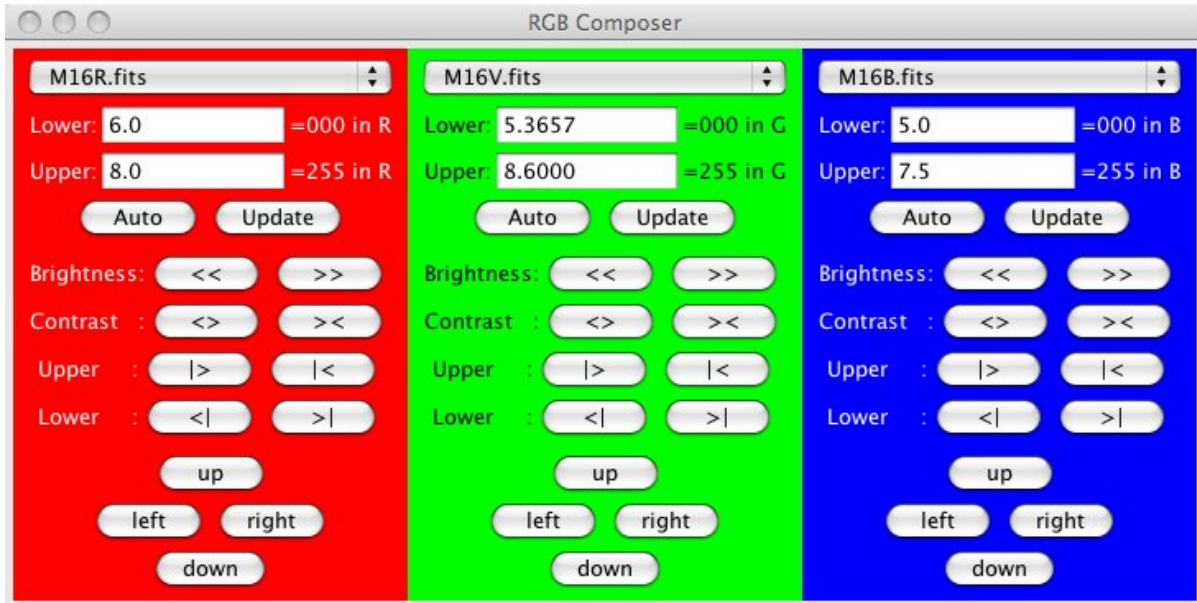 RGB Composer
M16R.fits M16V.fits M16B.fits
Lower: 6.0 =000 in R Lower: 5.3657 =000 in G Lower: 5.0 =000 in B
Upper: 8.0 =255 in R Upper: 8.6000 =255 in G Upper: 7.5 =255 in B
Auto Update Auto Update Auto Update
Brightness: << >> Brightness: << >> Brightness: << >>
Contrast : <> >< Contrast : <> >< Contrast : <> ><
Upper : |> |< Upper : |> |< Upper : |> |<
Lower : <| >| Lower : <| >| Lower : <| >|
up up up
left right left right left right
down down down